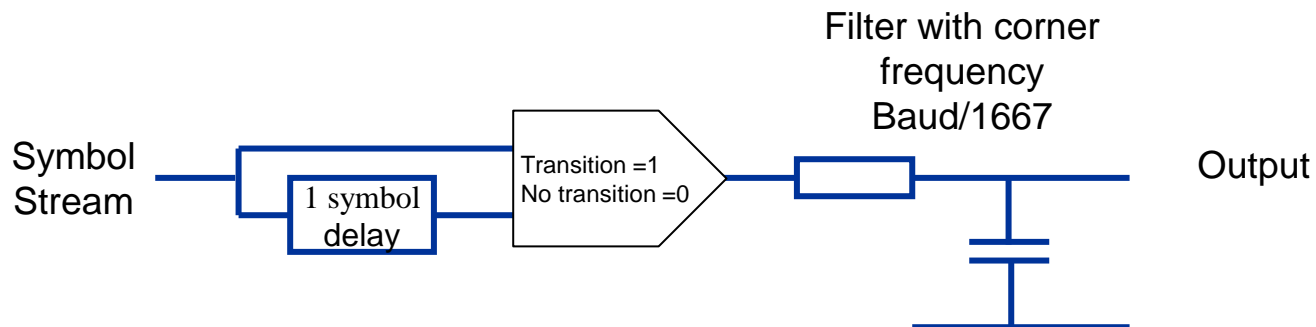 Filter with corner
frequency
Baud/1667
Symbol
Stream
1 symbol
delay
Transition =1
No transition =0
Output